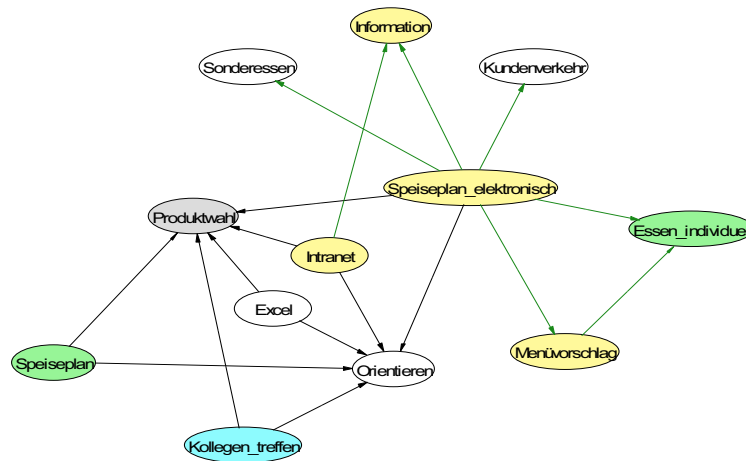 Information
Sonderessen
Kundenverkehr
Speiseplan_elektronisch
Produktwahl
Essen_individue
Intranet
Excel
Menüvorschlag
Speiseplan
Orientieren
Kollegen_treffen